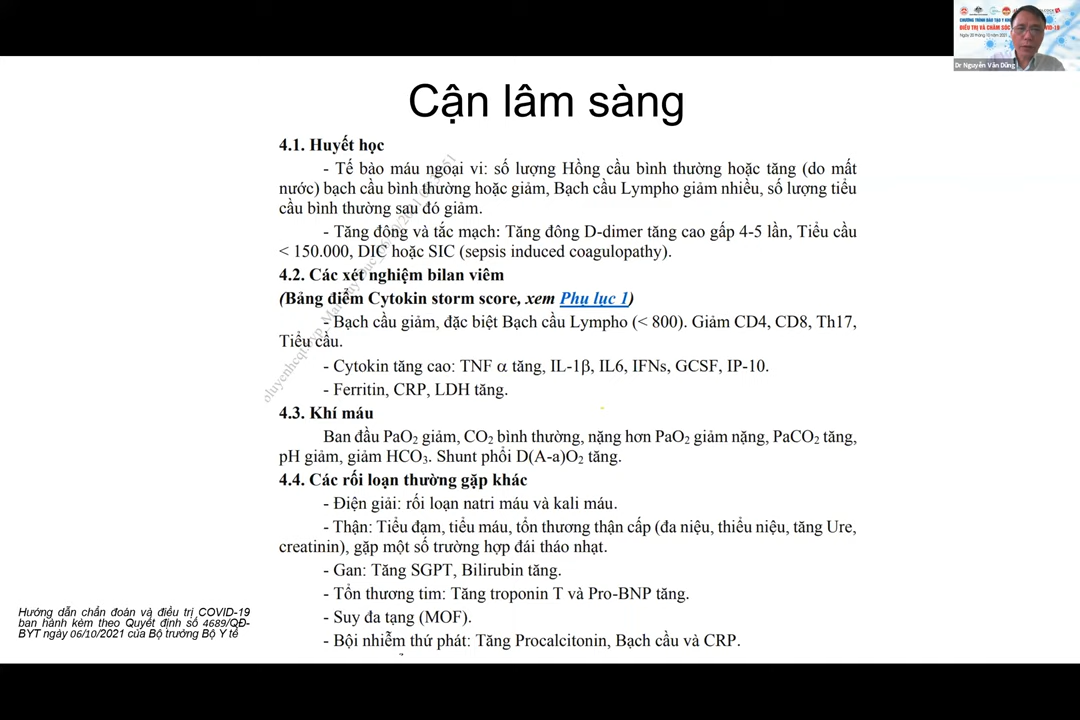 CHƯƠNG TRÌNH ĐÀO TẠO Y KH
ĐIỀU TRỊ VÀ CHĂM SÓC
Dr Nguyễn Văn Dũng
Cận lâm sàng
4.1. Huyết học
- Tế bào máu ngoại vi: số lượng Hồng cầu bình thường hoặc tăng (do mất
nước) bạch cầu bình thường hoặc giảm, Bạch cầu Lympho giảm nhiều, số lượng tiểu
cầu bình thường sau đó giảm.
- Tăng đông và tắc mạch: Tăng đông D-dimer tăng cao gấp 4-5 lần, Tiểu cầu
< 150.000, DIC hoặc SIC (sepsis induced coagulopathy).
4.2. Các xét nghiệm bilan viêm
(Bảng điểm Cytokin storm score, xem Phụ lục 1)
- Bạch cầu giảm, đặc biệt Bạch cầu Lympho (< 800). Giảm CD4, CD8, Th17,
Tiểu cầu.
- Cytokin tăng cao: TNF α tăng, IL-1β, IL6, IFNs, GCSF, IP-10.
- Ferritin, CRP, LDH tăng.
4.3. Khí máu
Ban đầu PaO₂ giảm, CO₂ bình thường, nặng hơn PaO₂ giảm nặng, PaCO₂ tăng,
pH giảm, giảm HCO₃. Shunt phổi D(A-a)O₂ tăng.
4.4. Các rối loạn thường gặp khác
- Điện giải: rối loạn natri máu và kali máu.
- Thận: Tiểu đạm, tiểu máu, tổn thương thận cấp (đa niệu, thiểu niệu, tăng Ure,
creatinin), gặp một số trường hợp đái tháo nhạt.
- Gan: Tăng SGPT, Bilirubin tăng.
- Tổn thương tim: Tăng troponin T và Pro-BNP tăng.
- Suy đa tạng (MOF).
- Bội nhiễm thứ phát: Tăng Procalcitonin, Bạch cầu và CRP.
Hướng dẫn chẩn đoán và điều trị COVID-19
ban hành kèm theo Quyết định số 4689/QĐ-
BYT ngày 06/10/2021 của Bộ trưởng Bộ Y tế